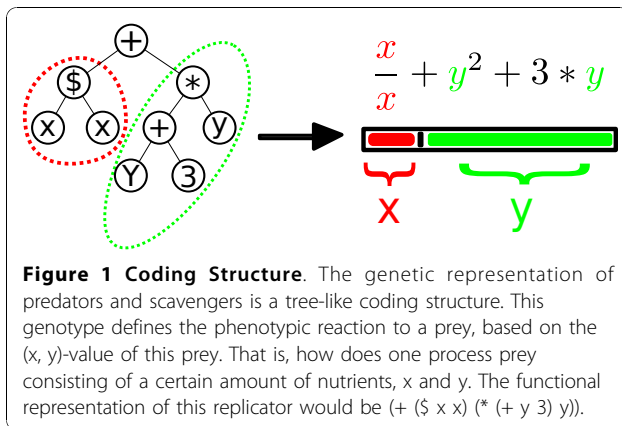 +
$ *
x x + y
Y 3
x/x + y² + 3 * y
x y
Figure 1 Coding Structure. The genetic representation of
predators and scavengers is a tree-like coding structure. This
genotype defines the phenotypic reaction to a prey, based on the
(x, y)-value of this prey. That is, how does one process prey
consisting of a certain amount of nutrients, x and y. The functional
representation of this replicator would be (+ ($ x x) (* (+ y 3) y)).